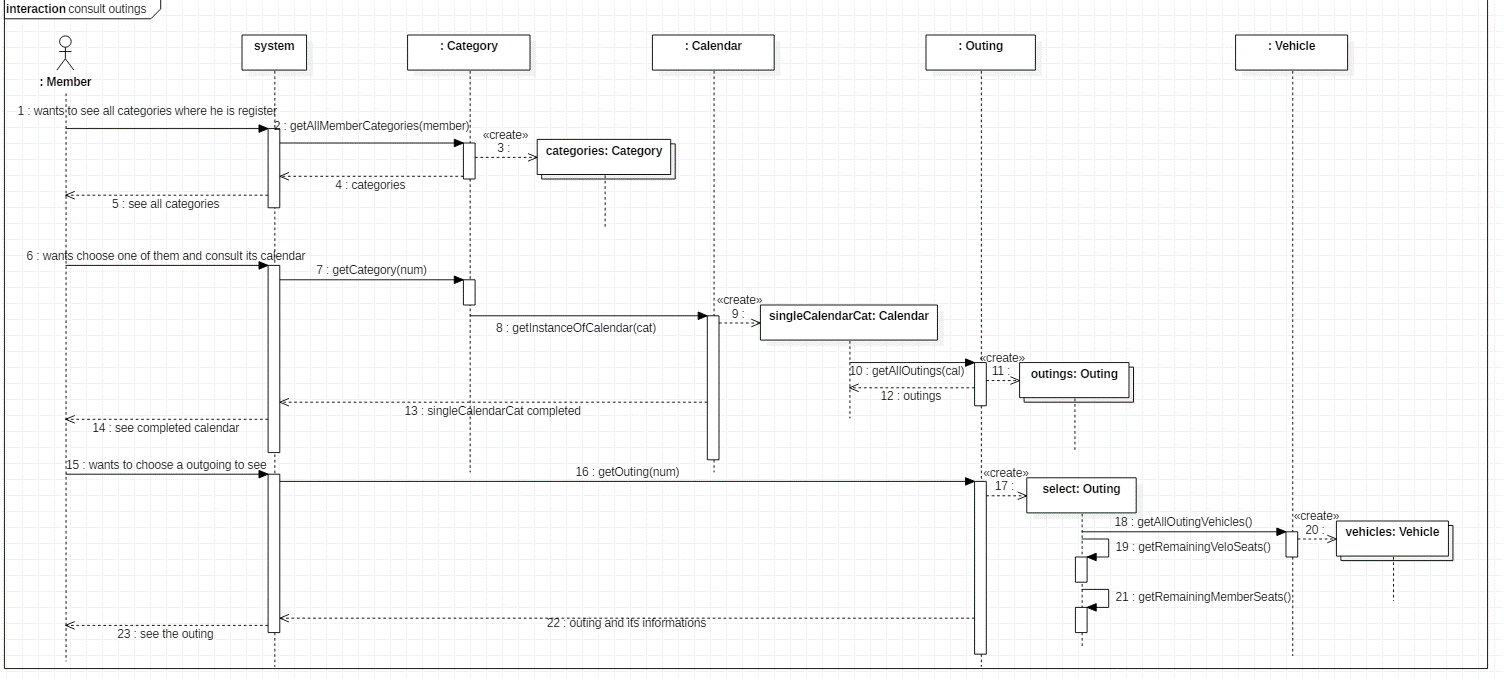 interaction consult outings
system
: Category
: Calendar
: Outing
: Vehicle
: Member
1 : wants to see all categories where he is register
2 : getAllMemberCategories(member)
«create»
3 :
categories: Category
4 : categories
5 : see all categories
6 : wants choose one of them and consult its calendar
7 : getCategory(num)
8 : getInstanceOfCalendar(cat)
«create»
9 :
singleCalendarCat: Calendar
10 : getAllOutings(cal)
«create»
11 :
outings: Outing
12 : outings
13 : singleCalendarCat completed
14 : see completed calendar
15 : wants to choose a outgoing to see
16 : getOuting(num)
«create»
17 :
select: Outing
18 : getAllOutingVehicles()
«create»
20 :
vehicles: Vehicle
19 : getRemainingVeloSeats()
21 : getRemainingMemberSeats()
22 : outing and its informations
23 : see the outing